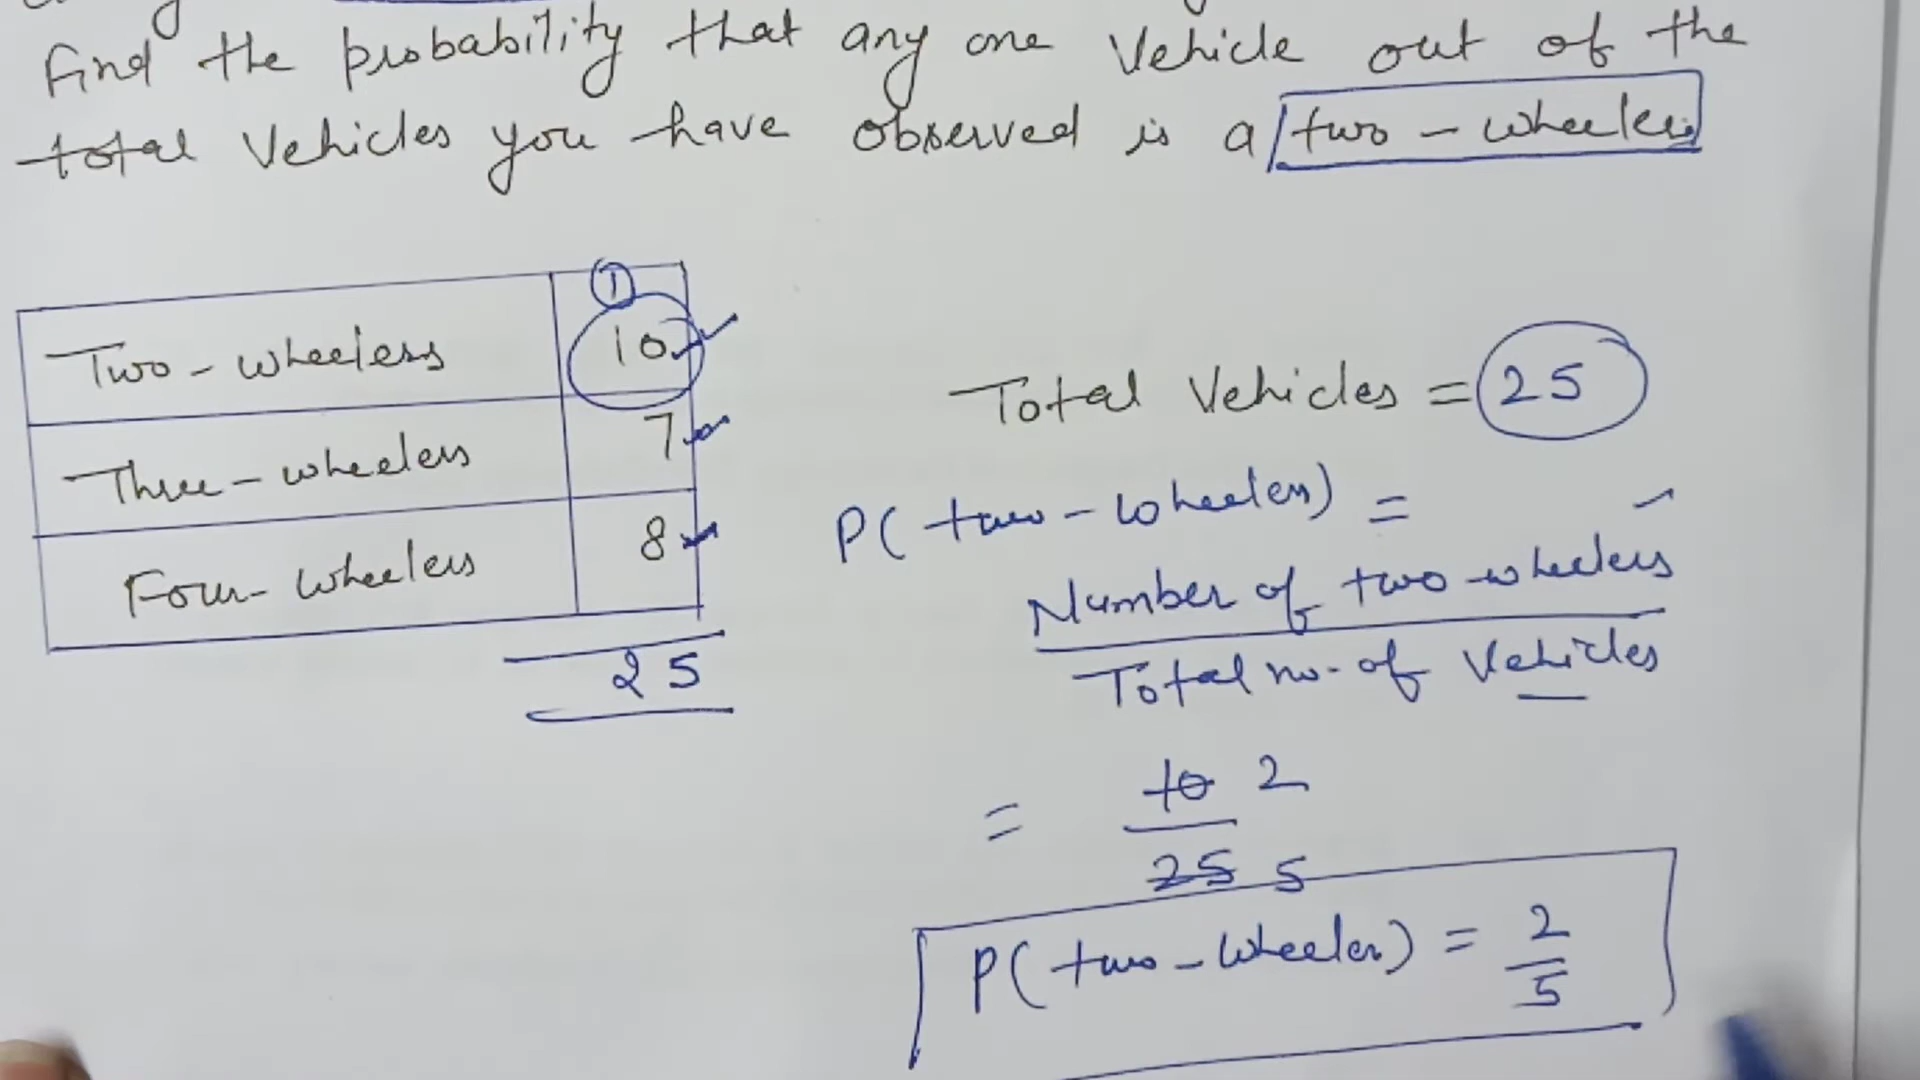 Find the probability that any one Vehicle out of the
total Vehicles you have observed is a two-wheeler.
1
Two-wheelers 10
Three-wheelers 7
Four-wheelers 8
25
Total Vehicles = 25
P(two-wheeler) =
Number of two-wheelers
Total no. of Vehicles
= 10 2
25 5
P(two-wheeler) = 2
5